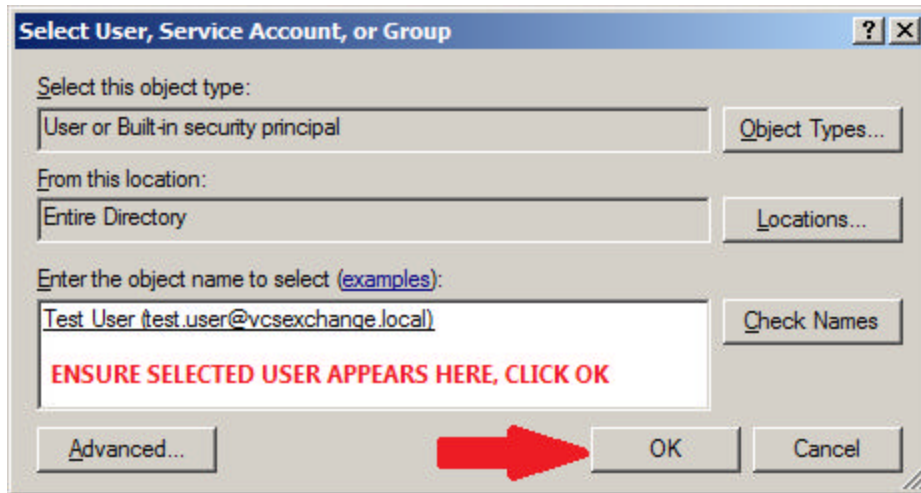 Select User, Service Account, or Group
Select this object type:
User or Built-in security principal
Object Types...
From this location:
Entire Directory
Locations...
Enter the object name to select (examples):
Test User (test.user@vcsexchange.local)
Check Names
ENSURE SELECTED USER APPEARS HERE, CLICK OK
Advanced...
OK
Cancel